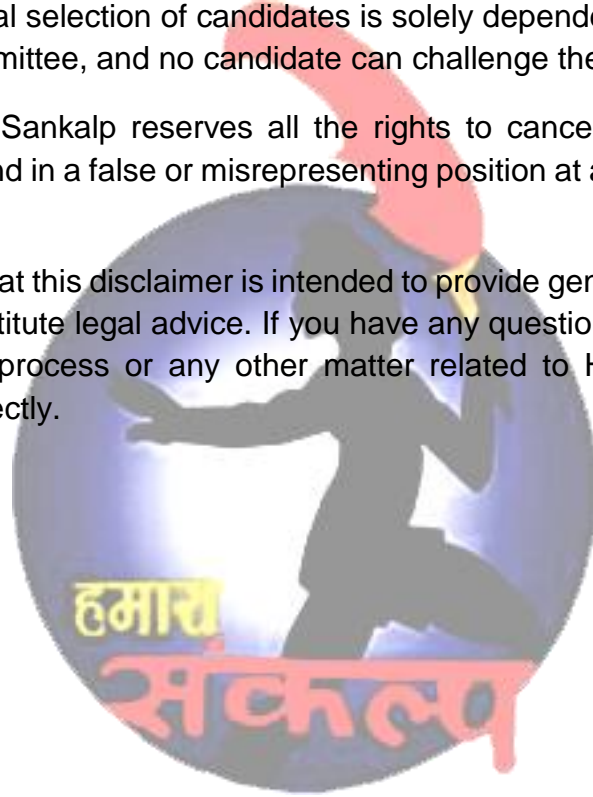 al selection of candidates is solely depende
mmittee, and no candidate can challenge the
Sankalp reserves all the rights to cance
nd in a false or misrepresenting position at a
at this disclaimer is intended to provide gen
titute legal advice. If you have any questio
process or any other matter related to H
ectly.
हमारा
संकल्प